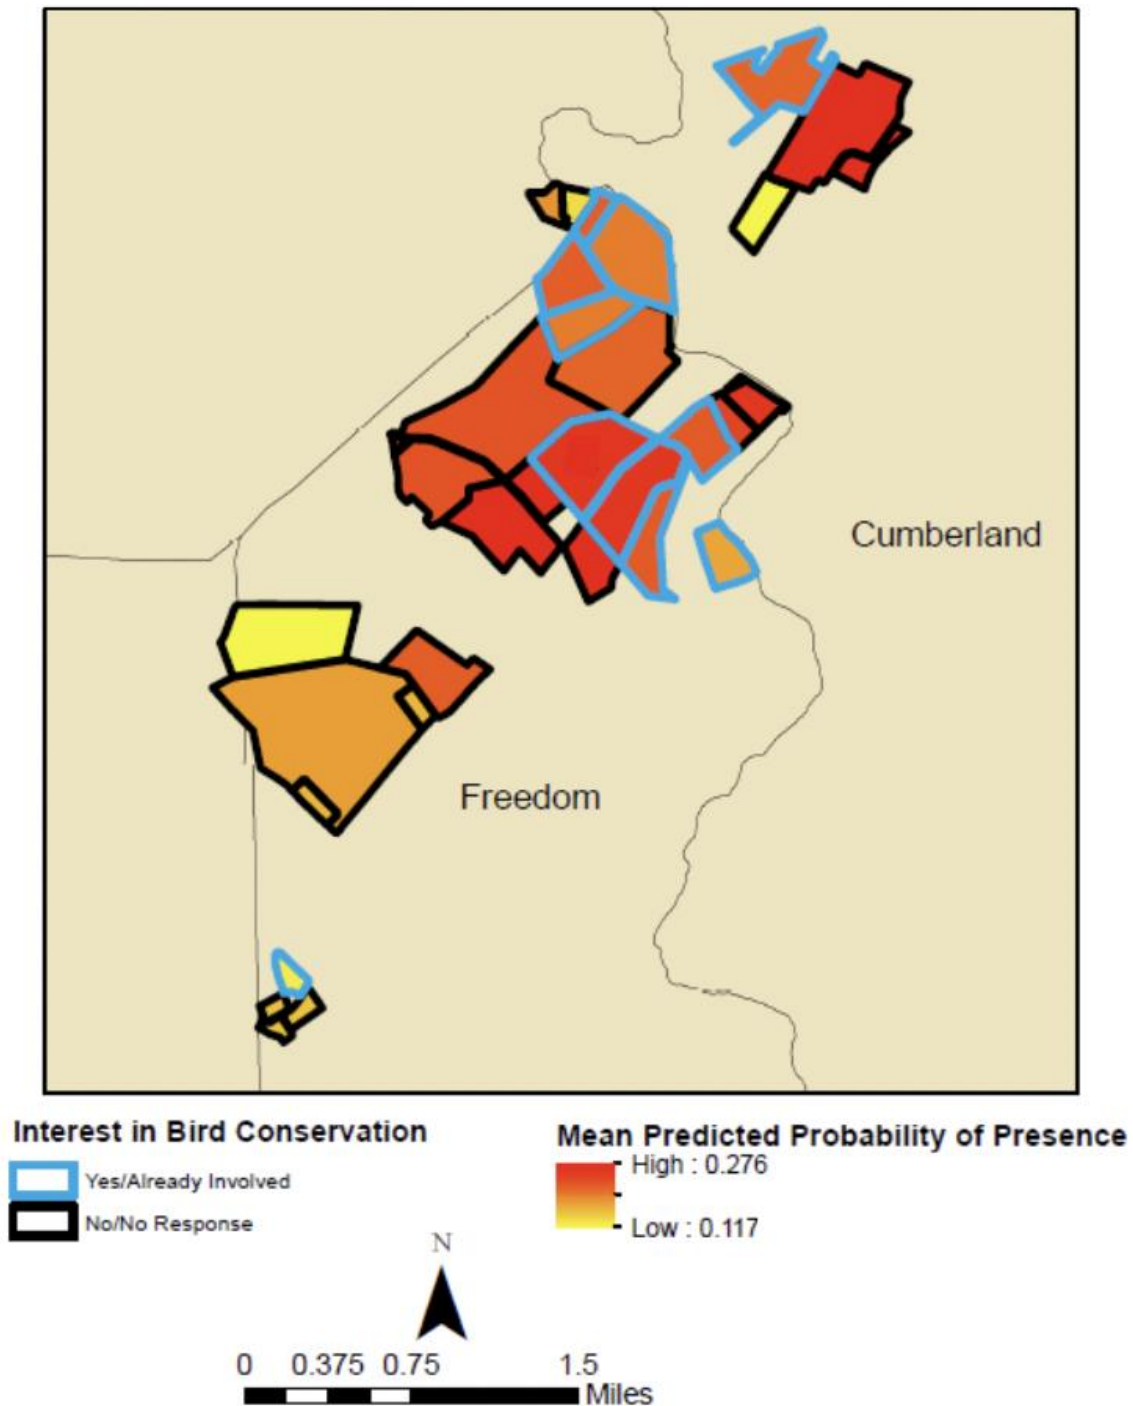 Cumberland
Freedom
Interest in Bird Conservation
Yes/Already Involved
No/No Response
Mean Predicted Probability of Presence
High : 0.276
Low : 0.117
N
0 0.375 0.75 1.5
Miles